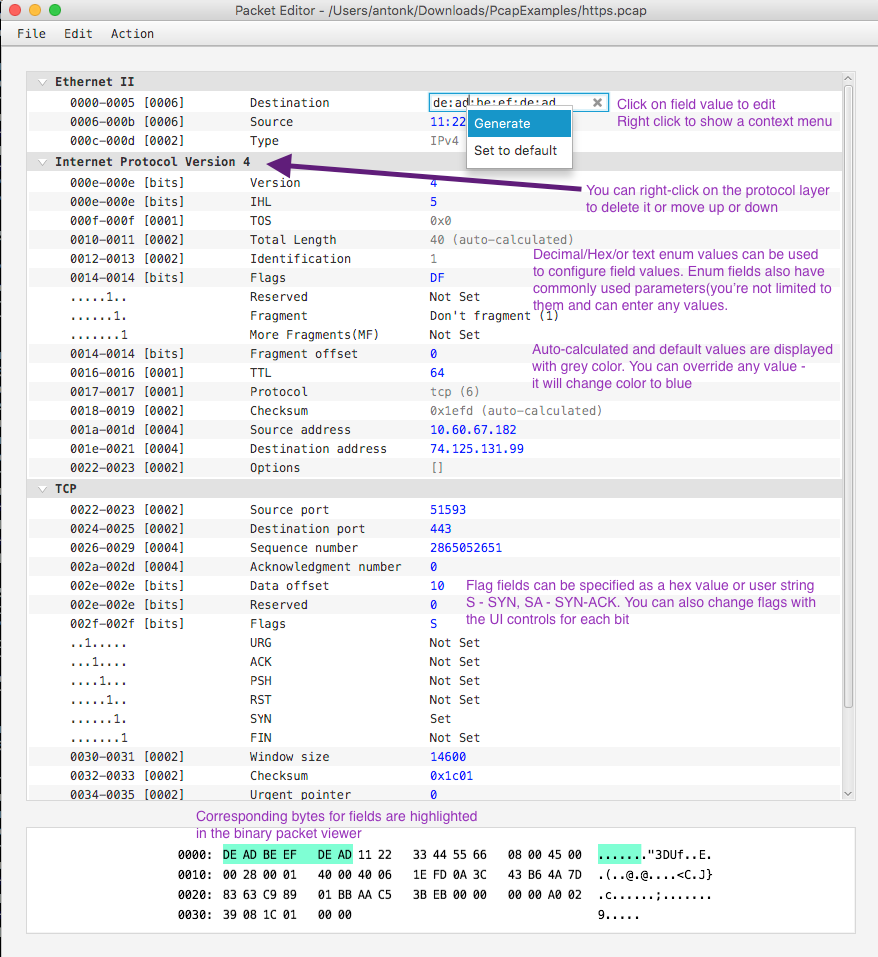 Packet Editor - /Users/antonk/Downloads/PcapExamples/https.pcap
File Edit Action
Ethernet II
0000-0005 [0006] Destination de:ad:be:ef:de:ad
Click on field value to edit
0006-000b [0006] Source 11:22
Generate
Right click to show a context menu
000c-000d [0002] Type IPv4
Set to default
Internet Protocol Version 4
000e-000e [bits] Version 4
You can right-click on the protocol layer
to delete it or move up or down
000e-000e [bits] IHL 5
000f-000f [0001] TOS 0x0
0010-0011 [0002] Total Length 40 (auto-calculated)
0012-0013 [0002] Identification 1
Decimal/Hex/or text enum values can be used
to configure field values. Enum fields also have
commonly used parameters(you're not limited to
them and can enter any values.
0014-0014 [bits] Flags DF
.....1.. Reserved Not Set
......1. Fragment Don't fragment (1)
.......1 More Fragments(MF) Not Set
0014-0014 [bits] Fragment offset 0
Auto-calculated and default values are displayed
with grey color. You can override any value -
it will change color to blue
0016-0016 [0001] TTL 64
0017-0017 [0001] Protocol tcp (6)
0018-0019 [0002] Checksum 0x1efd (auto-calculated)
001a-001d [0004] Source address 10.60.67.182
001e-0021 [0004] Destination address 74.125.131.99
0022-0023 [0002] Options []
TCP
0022-0023 [0002] Source port 51593
0024-0025 [0002] Destination port 443
0026-0029 [0004] Sequence number 2865052651
002a-002d [0004] Acknowledgment number 0
002e-002e [bits] Data offset 10
Flag fields can be specified as a hex value or user string
S - SYN, SA - SYN-ACK. You can also change flags with
the UI controls for each bit
002e-002e [bits] Reserved 0
002f-002f [bits] Flags S
..1..... URG Not Set
...1.... ACK Not Set
....1... PSH Not Set
.....1.. RST Not Set
......1. SYN Set
.......1 FIN Not Set
0030-0031 [0002] Window size 14600
0032-0033 [0002] Checksum 0x1c01
0034-0035 [0002] Urgent pointer 0
Corresponding bytes for fields are highlighted
in the binary packet viewer
0000: DE AD BE EF DE AD 11 22 33 44 55 66 08 00 45 00 ......."3DUf..E.
0010: 00 28 00 01 40 00 40 06 1E FD 0A 3C 43 B6 4A 7D .(..@.@....<C.J}
0020: 83 63 C9 89 01 BB AA C5 3B EB 00 00 00 00 A0 02 .c......;.......
0030: 39 08 1C 01 00 00 9.....